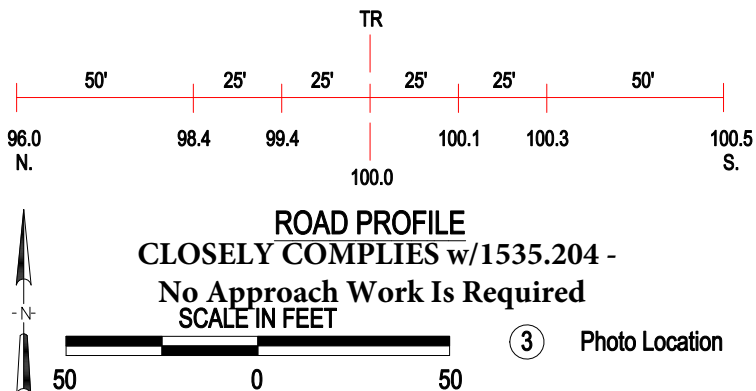 TR
50' 25' 25' 25' 25' 50'
96.0 98.4 99.4 100.0 100.1 100.3 100.5
N. S.
ROAD PROFILE
CLOSELY COMPLIES w/1535.204 -
No Approach Work Is Required
-N-
SCALE IN FEET
50 0 50
3 Photo Location